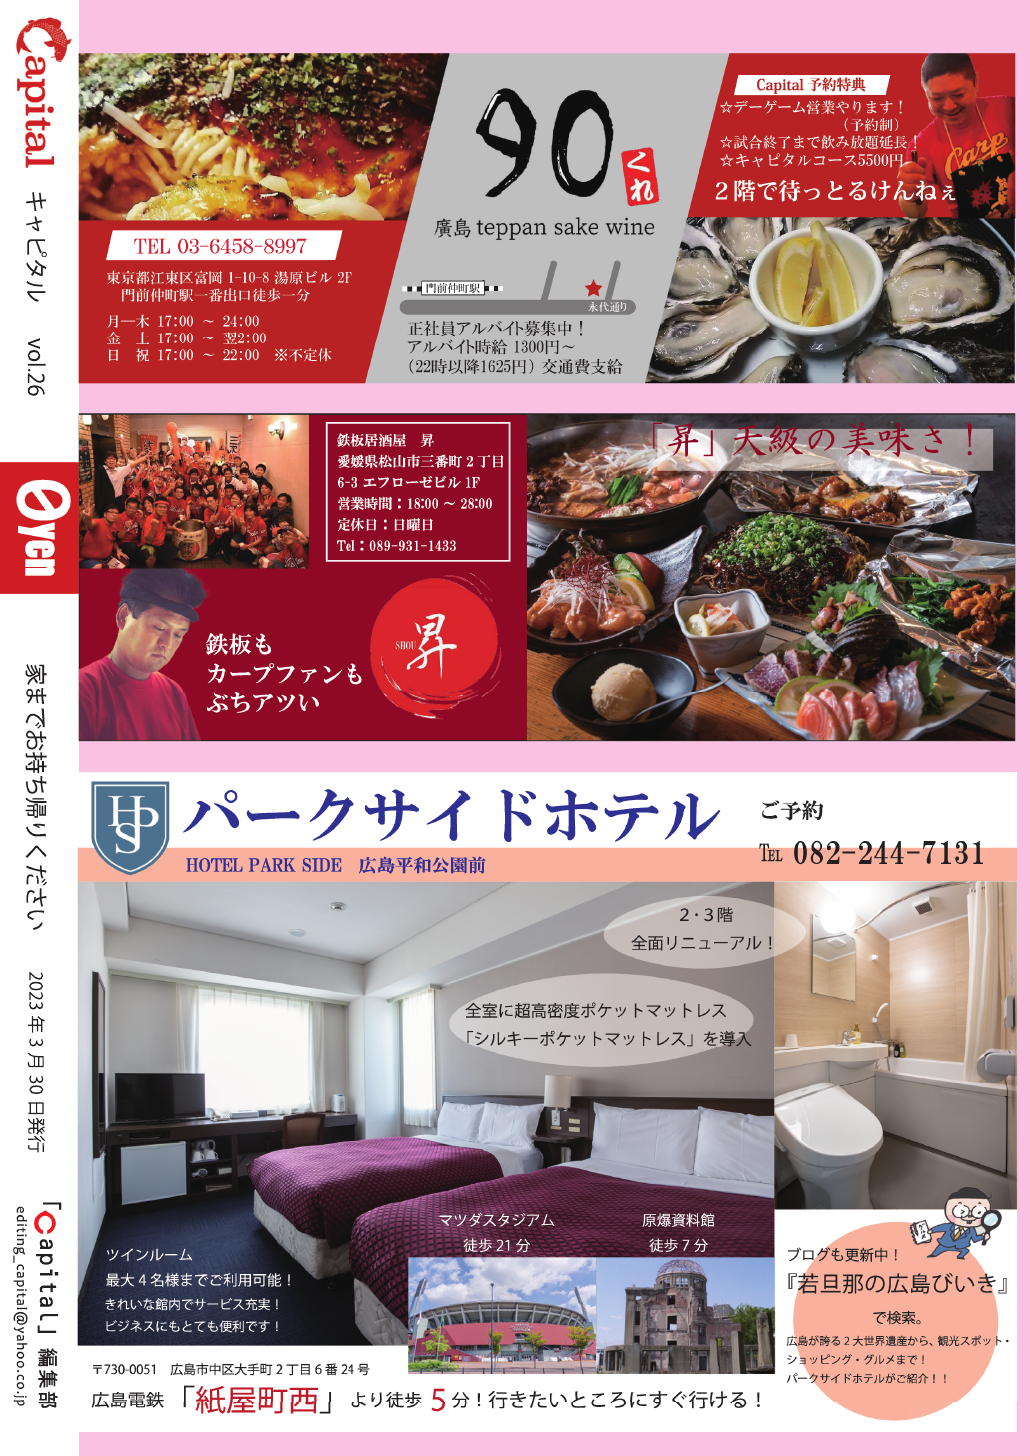 Capital
キャピタル　vol.26
0yen
家までお持ち帰りください
2023年3月30日発行
「Capital」編集部
editing_capital@yahoo.co.jp
TEL 03-6458-8997
東京都江東区富岡 1-10-8 湯原ビル 2F
門前仲町駅一番出口徒歩一分
月―木 17:00 ～ 24:00
金　土 17:00 ～ 翌2:00
日　祝 17:00 ～ 22:00　※不定休
90
くれ
廣島 teppan sake wine
門前仲町駅
永代通り
正社員アルバイト募集中！
アルバイト時給 1300円～
（22時以降1625円）交通費支給
Capital 予約特典
☆デーゲーム営業やります！
（予約制）
☆試合終了まで飲み放題延長！
☆キャピタルコース5500円
２階で待っとるけんねぇ
Carp
鉄板居酒屋　昇
愛媛県松山市三番町 2 丁目
6-3 エフローゼビル 1F
営業時間：18:00 ～ 28:00
定休日：日曜日
Tel：089-931-1433
鉄板も
カープファンも
ぶちアツい
SHOU
昇
「昇」天級の美味さ！
HPS
パークサイドホテル
HOTEL PARK SIDE　広島平和公園前
ご予約
TEL 082-244-7131
2・3階
全面リニューアル！
全室に超高密度ポケットマットレス
「シルキーポケットマットレス」を導入
ツインルーム
最大 4 名様までご利用可能！
きれいな館内でサービス充実！
ビジネスにもとても便利です！
マツダスタジアム
徒歩 21 分
原爆資料館
徒歩 7 分
ブログも更新中！
『若旦那の広島びいき』
で検索。
広島が誇る 2 大世界遺産から、観光スポット・
ショッピング・グルメまで！
パークサイドホテルがご紹介！！
〒730-0051　広島市中区大手町 2 丁目 6 番 24 号
広島電鉄「紙屋町西」より徒歩 5 分！行きたいところにすぐ行ける！